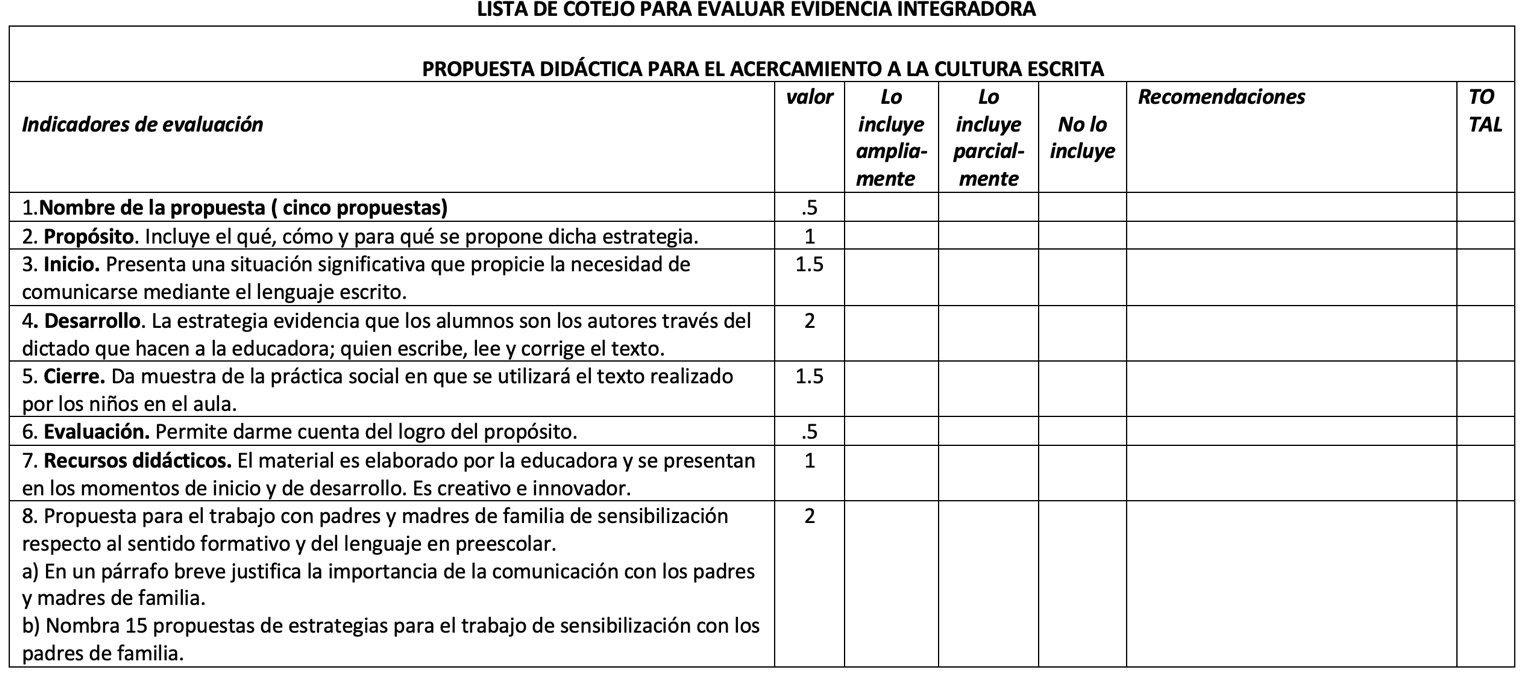 LISTA DE COTEJO PARA EVALUAR EVIDENCIA INTEGRADORA
PROPUESTA DIDÁCTICA PARA EL ACERCAMIENTO A LA CULTURA ESCRITA
Indicadores de evaluación
valor
Lo
incluye
amplia-
mente
Lo
incluye
parcial-
mente
No lo
incluye
Recomendaciones
TO
TAL
1.Nombre de la propuesta ( cinco propuestas)
.5
2. Propósito. Incluye el qué, cómo y para qué se propone dicha estrategia.
1
3. Inicio. Presenta una situación significativa que propicie la necesidad de
comunicarse mediante el lenguaje escrito.
1.5
4. Desarrollo. La estrategia evidencia que los alumnos son los autores través del
dictado que hacen a la educadora; quien escribe, lee y corrige el texto.
2
5. Cierre. Da muestra de la práctica social en que se utilizará el texto realizado
por los niños en el aula.
1.5
6. Evaluación. Permite darme cuenta del logro del propósito.
.5
7. Recursos didácticos. El material es elaborado por la educadora y se presentan
en los momentos de inicio y de desarrollo. Es creativo e innovador.
1
8. Propuesta para el trabajo con padres y madres de familia de sensibilización
respecto al sentido formativo y del lenguaje en preescolar.
a) En un párrafo breve justifica la importancia de la comunicación con los padres
y madres de familia.
b) Nombra 15 propuestas de estrategias para el trabajo de sensibilización con los
padres de familia.
2